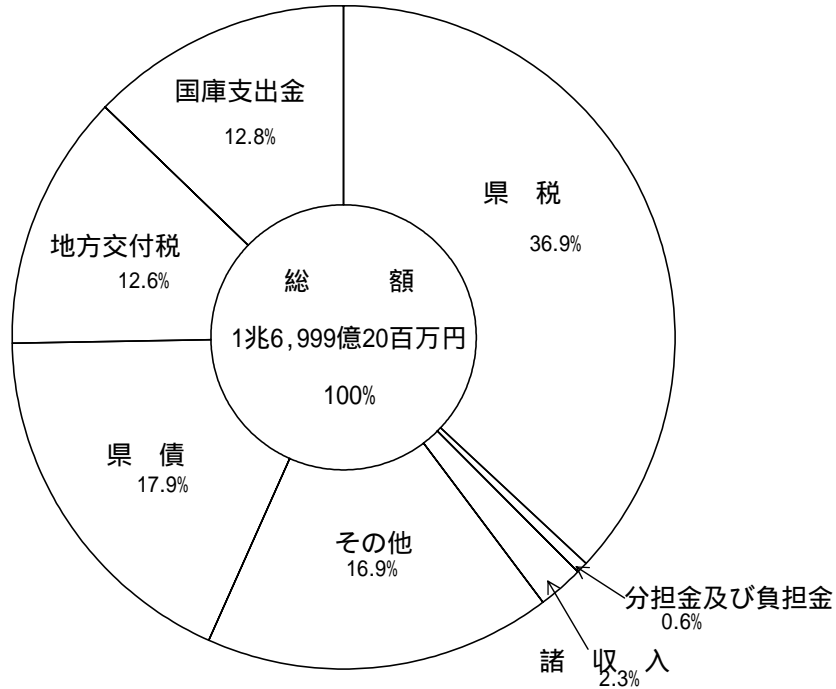 国庫支出金
12.8%
県　税
36.9%
地方交付税
12.6%
総　　額
1兆6,999億20百万円
100%
県　債
17.9%
その他
16.9%
分担金及び負担金
0.6%
諸　収　入
2.3%